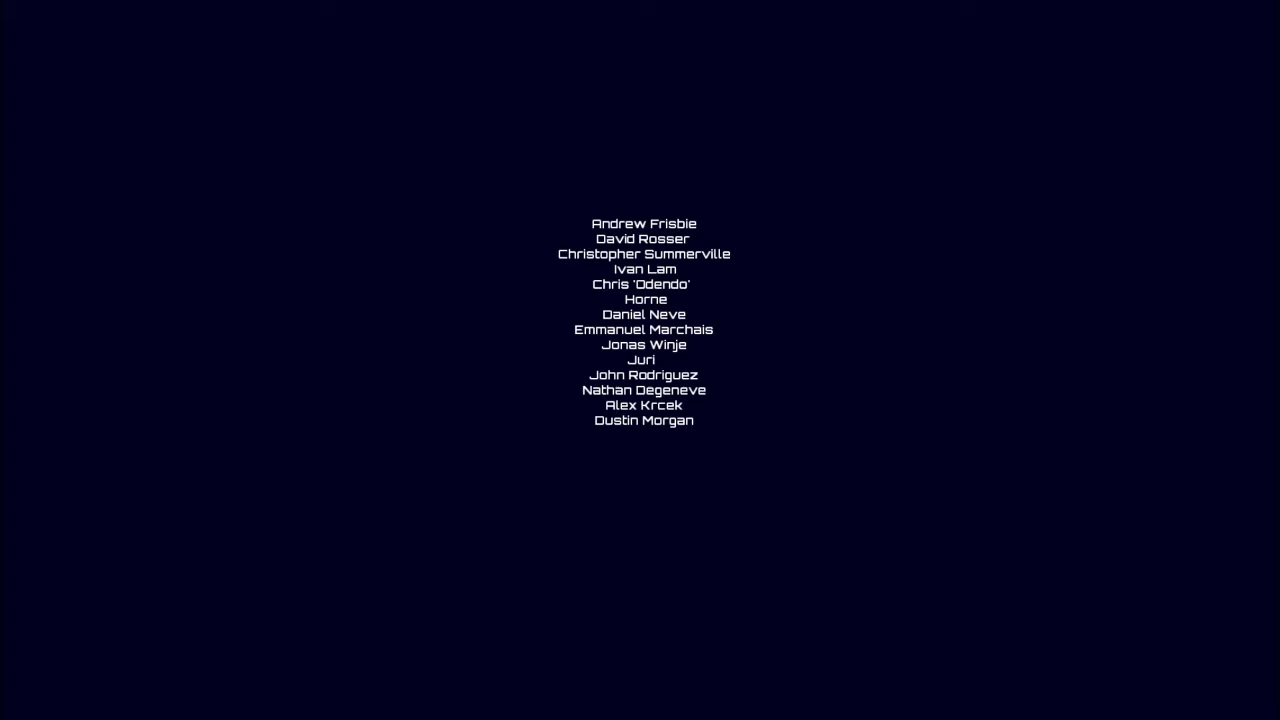 Andrew Frisbie
David Rosser
Christopher Summerville
Ivan Lam
Chris 'Odendo'
Horne
Daniel Neve
Emmanuel Marchais
Jonas Winje
Juri
John Rodriguez
Nathan Degeneve
Alex Krcek
Dustin Morgan